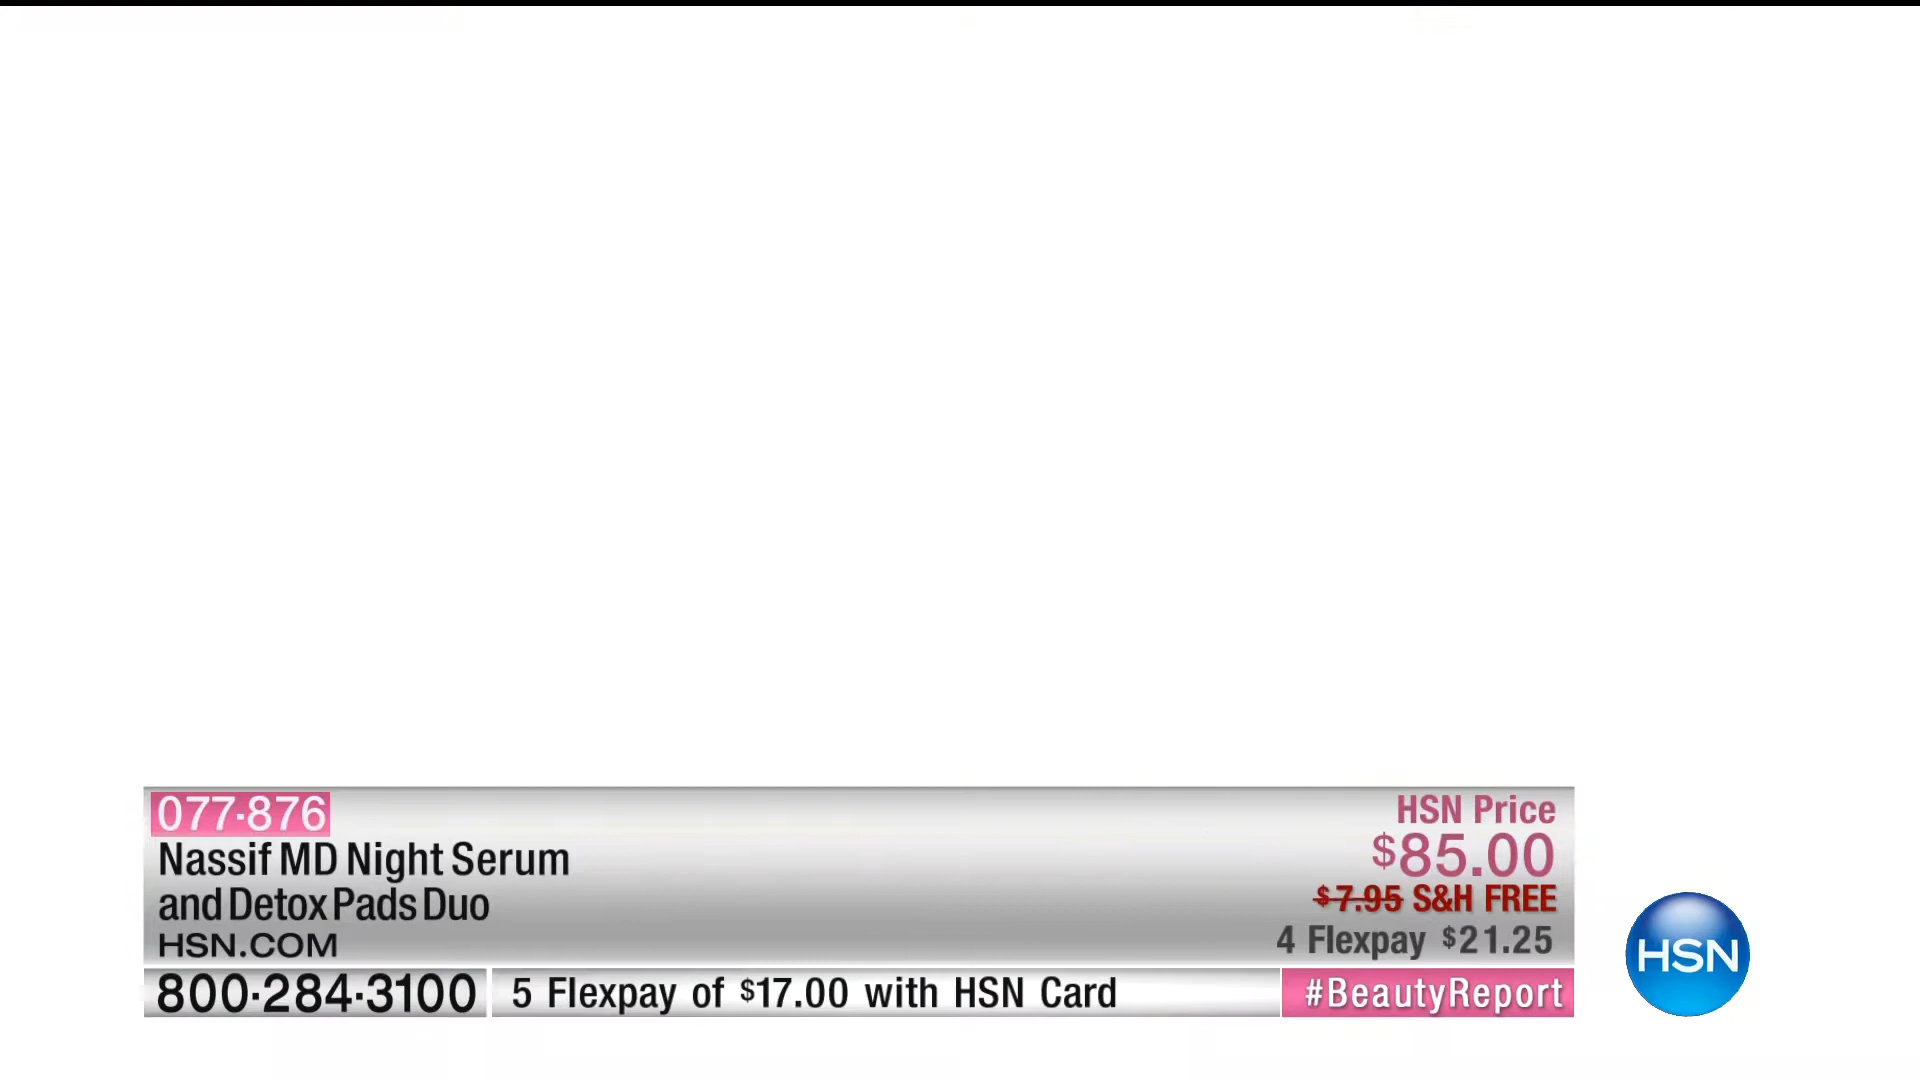 077-876
Nassif MD Night Serum
and Detox Pads Duo
HSN.COM
HSN Price
$85.00
$7.95 S&H FREE
4 Flexpay $21.25
800-284-3100
5 Flexpay of $17.00 with HSN Card
#BeautyReport
HSN